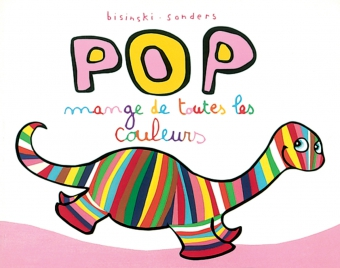 bisinski - sanders
POP
mange de toutes les
couleurs